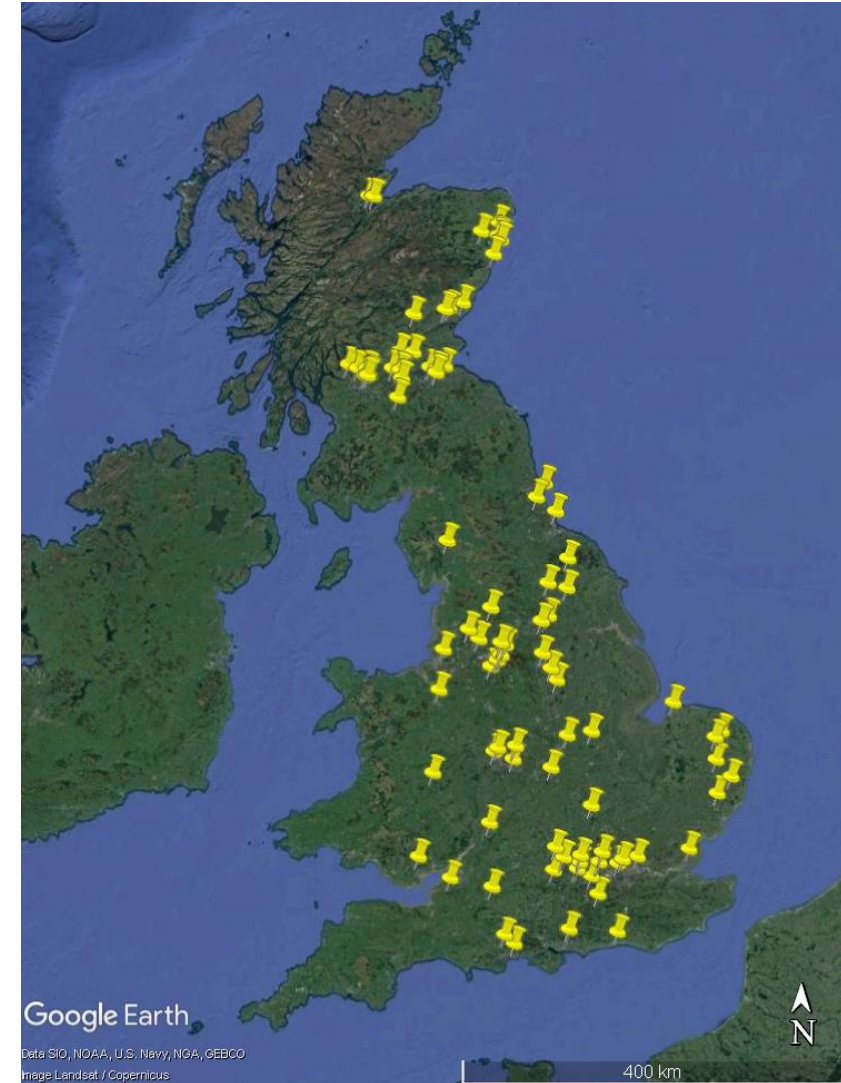 Google Earth
N
Data SIO, NOAA, U.S. Navy, NGA, GEBCO
Image Landsat / Copernicus
400 km